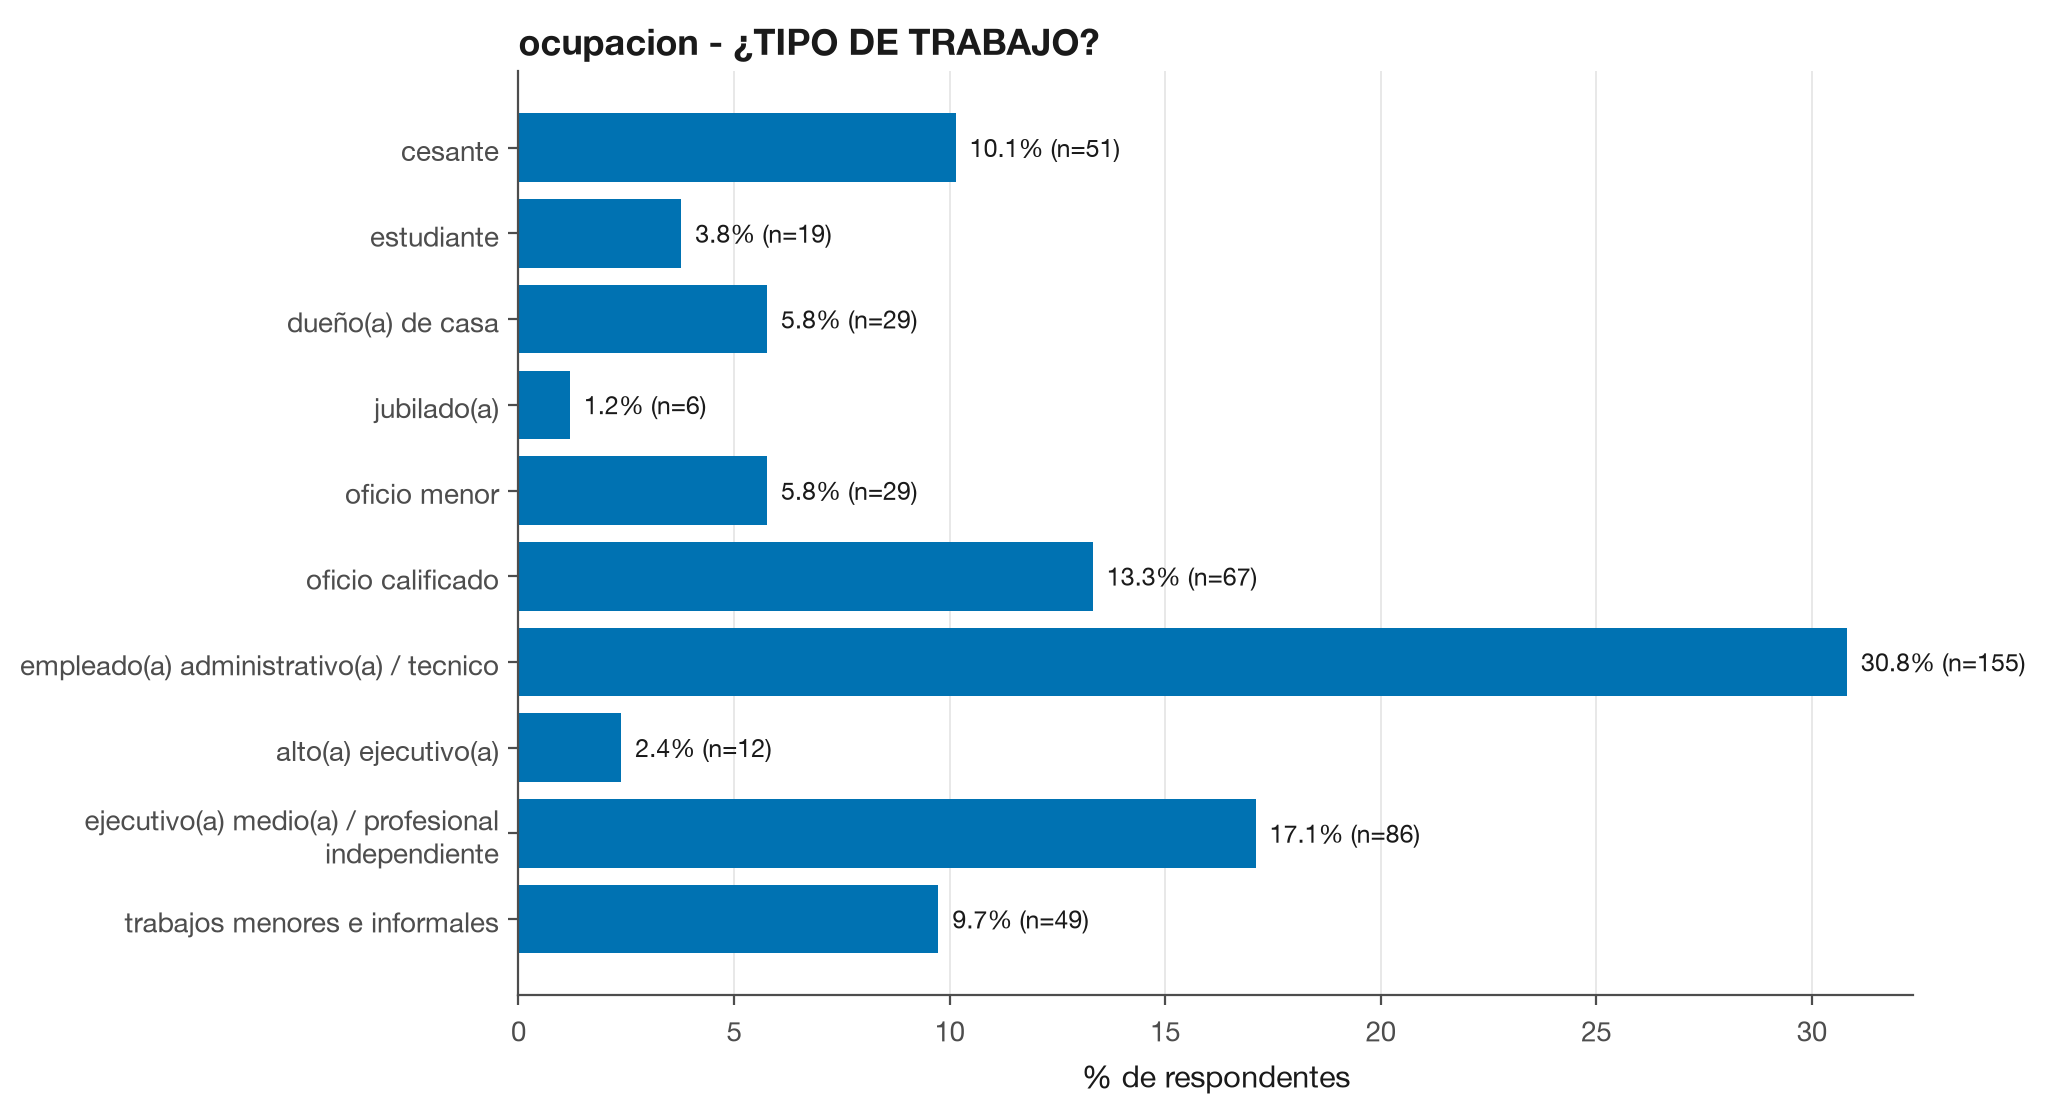 ocupacion - ¿TIPO DE TRABAJO?
cesante
10.1% (n=51)
estudiante
3.8% (n=19)
dueño(a) de casa
5.8% (n=29)
jubilado(a)
1.2% (n=6)
oficio menor
5.8% (n=29)
oficio calificado
13.3% (n=67)
empleado(a) administrativo(a) / tecnico
30.8% (n=155)
alto(a) ejecutivo(a)
2.4% (n=12)
ejecutivo(a) medio(a) / profesional
independiente
17.1% (n=86)
trabajos menores e informales
9.7% (n=49)
0 5 10 15 20 25 30
% de respondentes